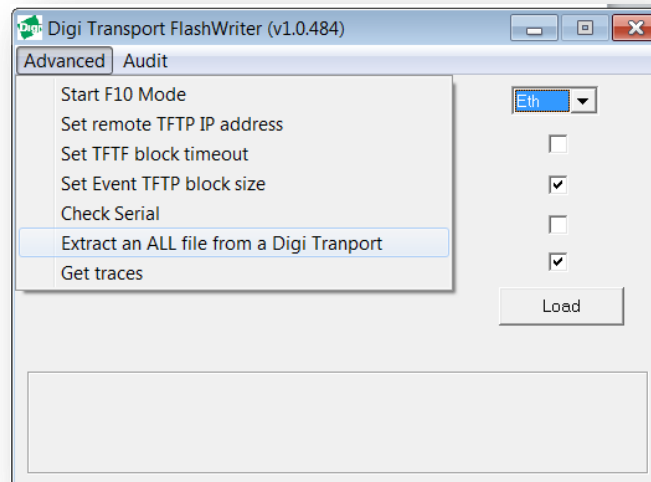 Digi Digi Transport FlashWriter (v1.0.484)
Advanced Audit
Start F10 Mode
Eth
Set remote TFTP IP address
Set TFTF block timeout
Set Event TFTP block size
Check Serial
Extract an ALL file from a Digi Tranport
Get traces
Load